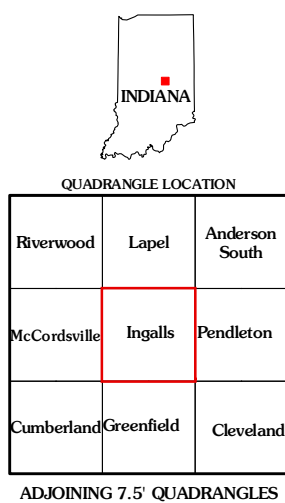 INDIANA
QUADRANGLE LOCATION
Riverwood Lapel Anderson
South
McCordsville Ingalls Pendleton
Cumberland Greenfield Cleveland
ADJOINING 7.5' QUADRANGLES